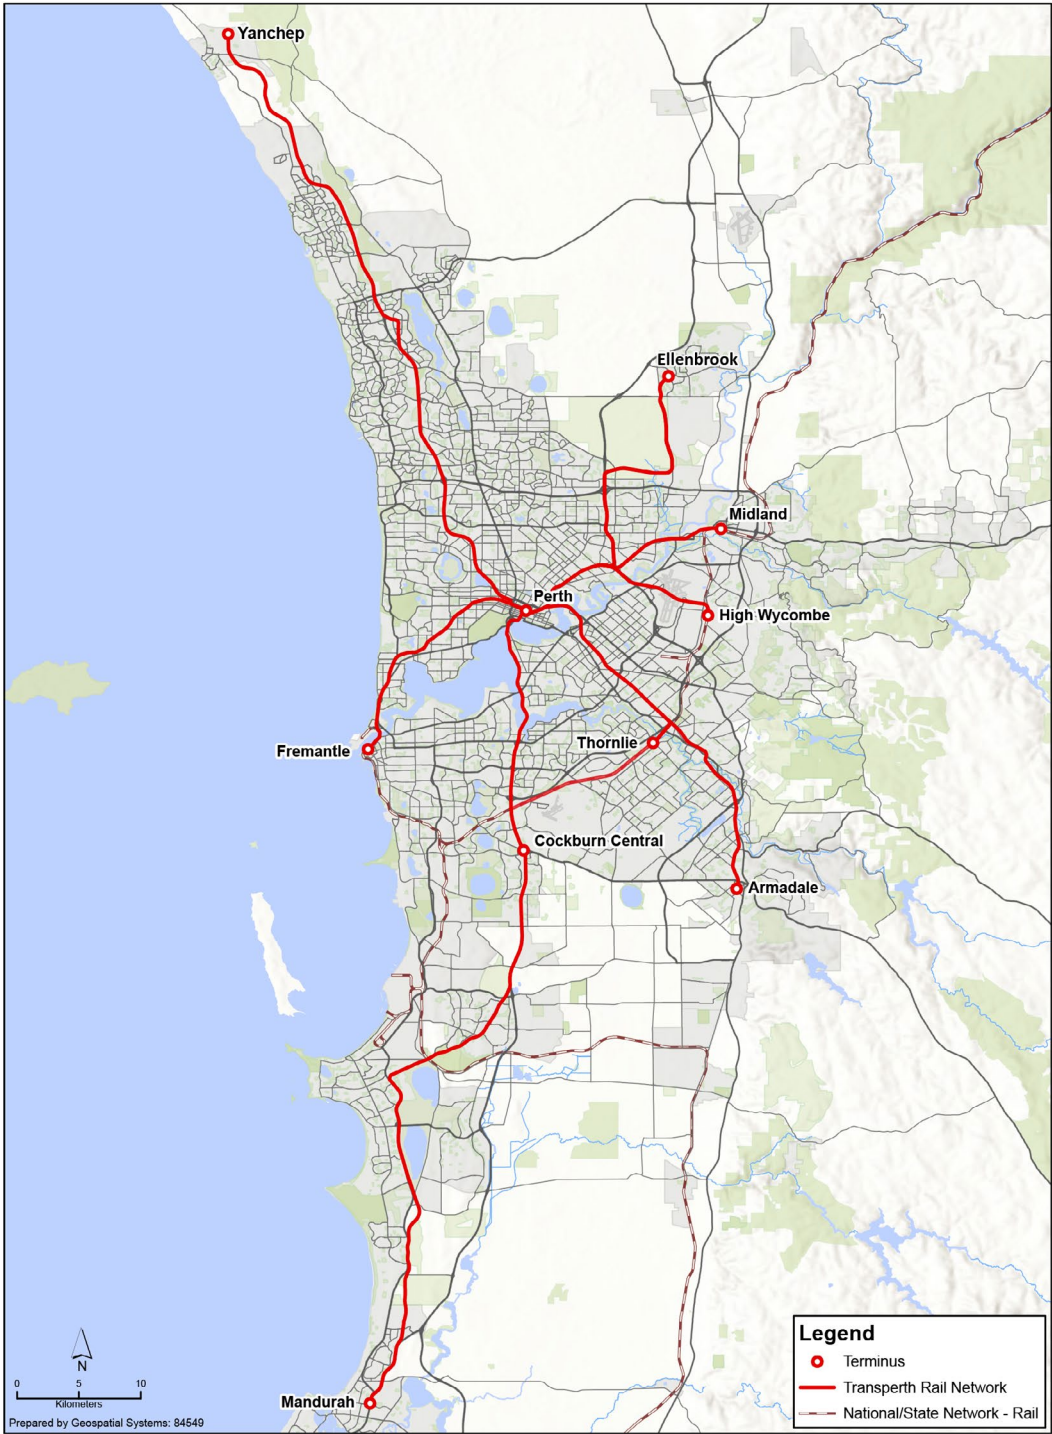 Yanchep
Ellenbrook
Midland
Perth
High Wycombe
Thornlie
Fremantle
Cockburn Central
Armadale
Mandurah
N
0 5 10
Kilometers
Prepared by Geospatial Systems: 84549
Legend
Terminus
Transperth Rail Network
National/State Network - Rail